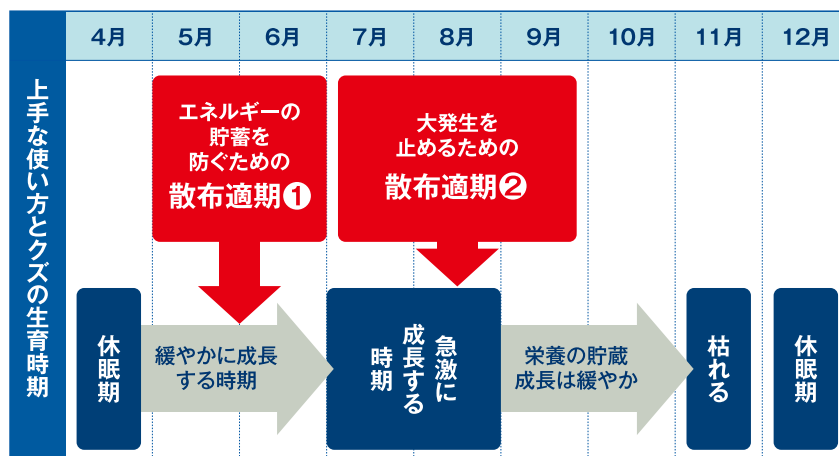 上手な使い方とクズの生育時期
4月
5月
6月
7月
8月
9月
10月
11月
12月
エネルギーの
貯蓄を
防ぐための
散布適期❶
大発生を
止めるための
散布適期❷
休眠期
緩やかに成長
する時期
急激に
成長する
時期
栄養の貯蔵
成長は緩やか
枯れる
休眠期